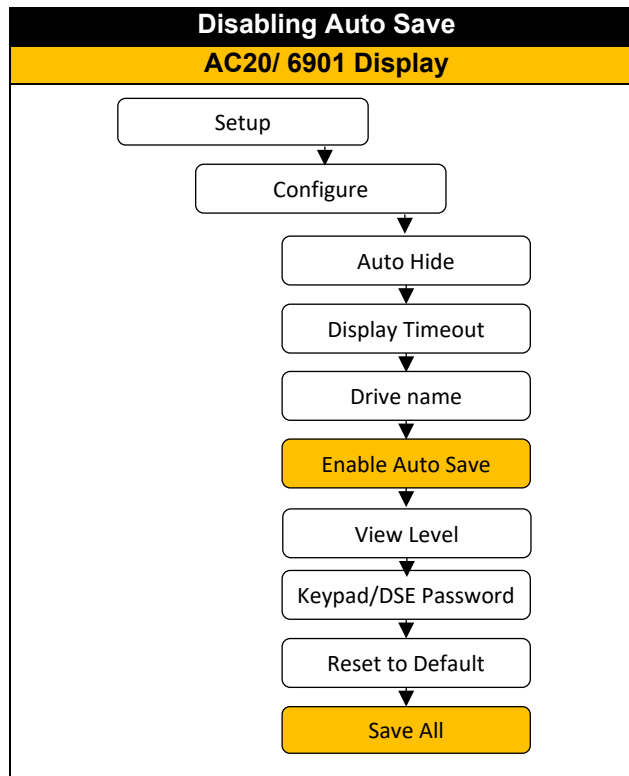 Disabling Auto Save
AC20/ 6901 Display
Setup
Configure
Auto Hide
Display Timeout
Drive name
Enable Auto Save
View Level
Keypad/DSE Password
Reset to Default
Save All